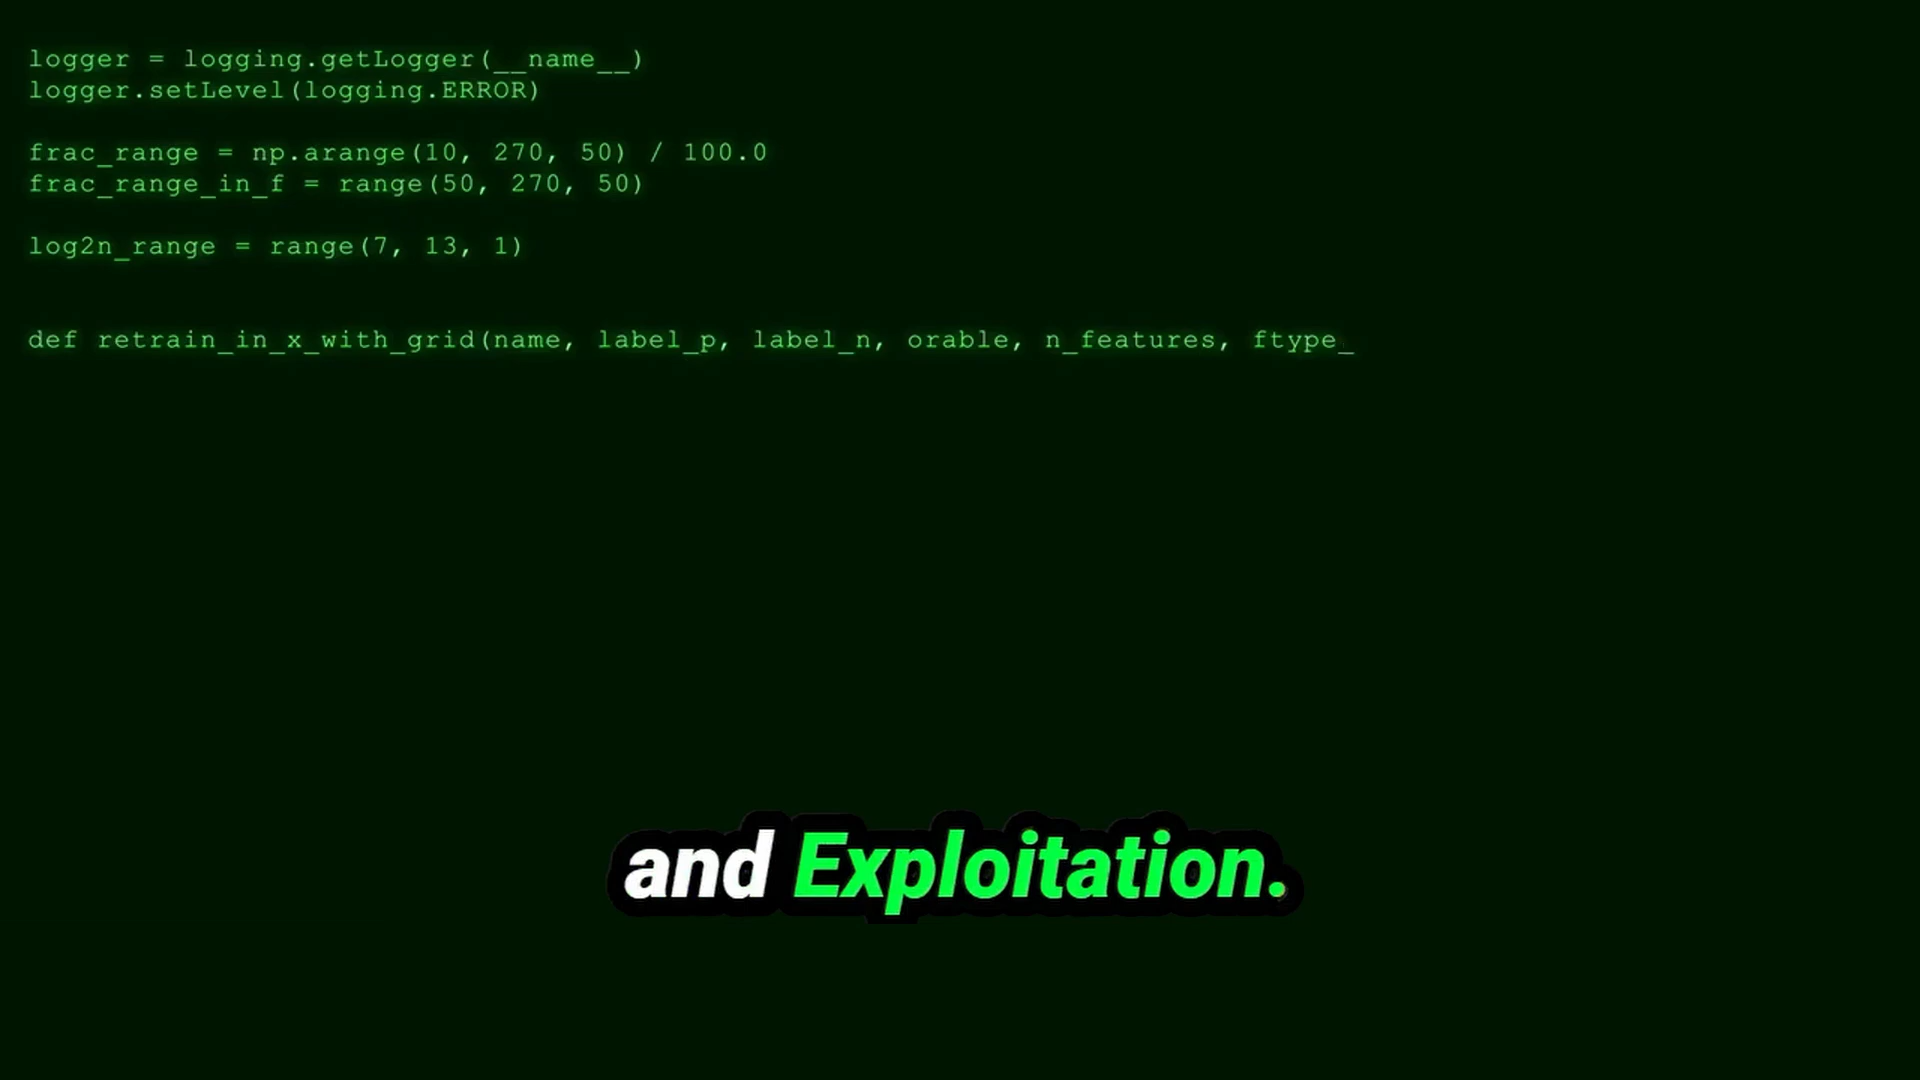 logger = logging.getLogger(__name__)
logger.setLevel(logging.ERROR)
frac_range = np.arange(10, 270, 50) / 100.0
frac_range_in_f = range(50, 270, 50)
log2n_range = range(7, 13, 1)
def retrain_in_x_with_grid(name, label_p, label_n, orable, n_features, ftype_
and Exploitation.